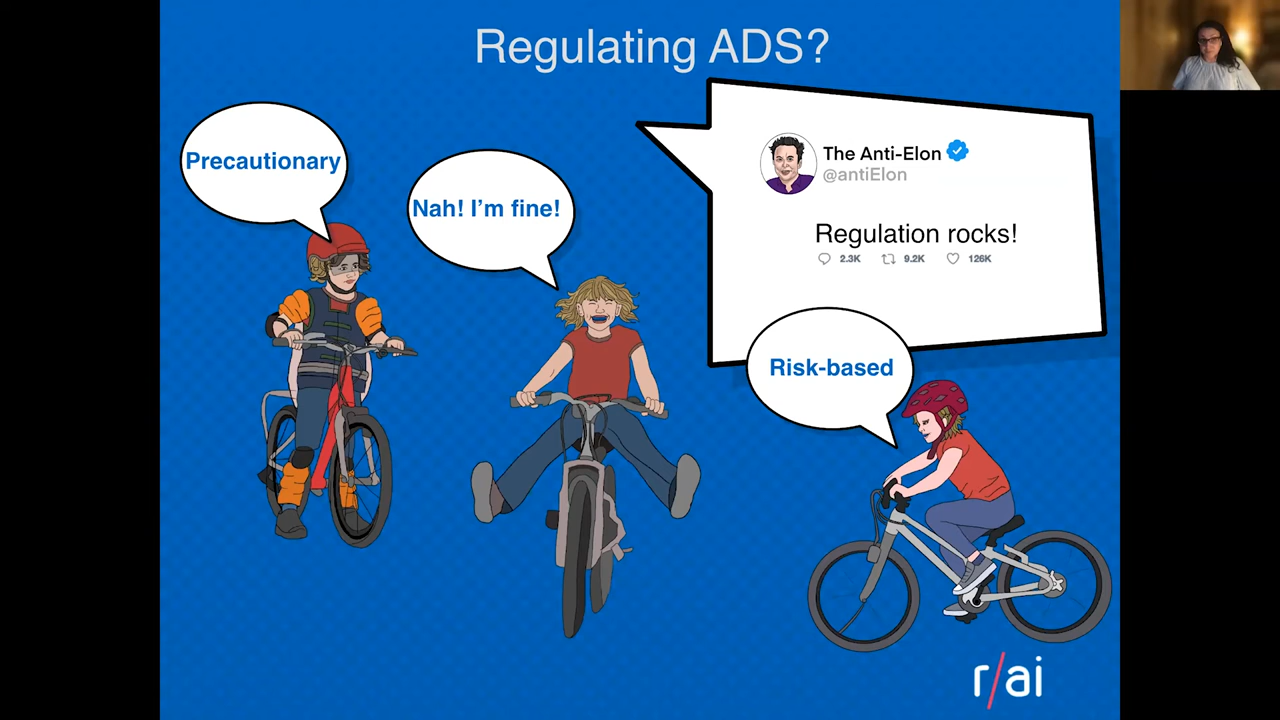 Regulating ADS?
Precautionary
Nah! I'm fine!
The Anti-Elon
@antiElon
Regulation rocks!
2.3K 9.2K 126K
Risk-based
r/ai